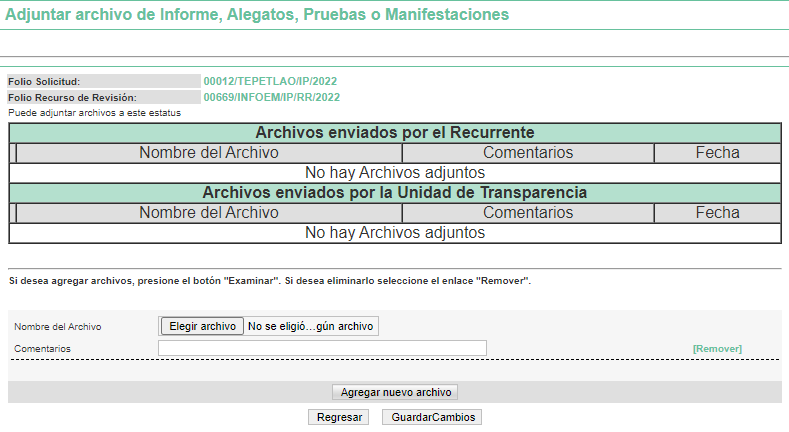 Adjuntar archivo de Informe, Alegatos, Pruebas o Manifestaciones
Folio Solicitud: 00012/TEPETLAO/IP/2022
Folio Recurso de Revisión: 00669/INFOEM/IP/RR/2022
Puede adjuntar archivos a este estatus
Archivos enviados por el Recurrente
Nombre del Archivo Comentarios Fecha
No hay Archivos adjuntos
Archivos enviados por la Unidad de Transparencia
Nombre del Archivo Comentarios Fecha
No hay Archivos adjuntos
Si desea agregar archivos, presione el botón "Examinar". Si desea eliminarlo seleccione el enlace "Remover".
Nombre del Archivo Elegir archivo No se eligió…gún archivo
Comentarios [Remover]
Agregar nuevo archivo
Regresar GuardarCambios